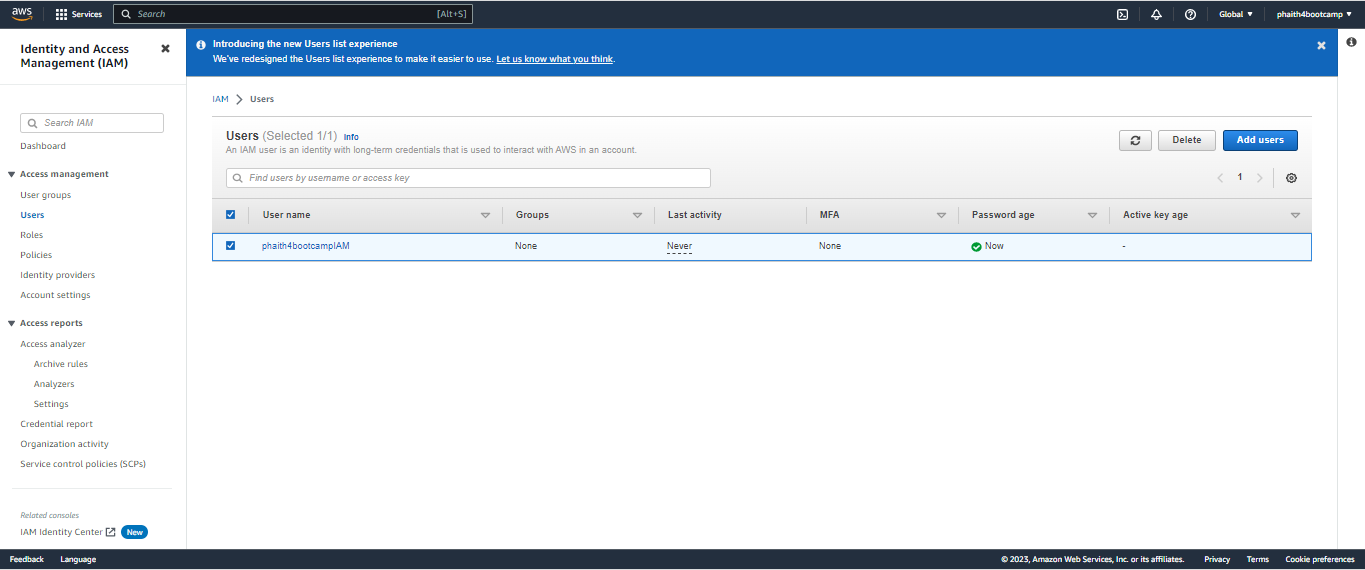 aws
Services
Search
[Alt+S]
Global
phaith4bootcamp
Identity and Access
Management (IAM)
Search IAM
Dashboard
Access management
User groups
Users
Roles
Policies
Identity providers
Account settings
Access reports
Access analyzer
Archive rules
Analyzers
Settings
Credential report
Organization activity
Service control policies (SCPs)
Related consoles
IAM Identity Center New
Introducing the new Users list experience
We've redesigned the Users list experience to make it easier to use. Let us know what you think.
IAM Users
Users (Selected 1/1) Info
An IAM user is an identity with long-term credentials that is used to interact with AWS in an account.
Delete
Add users
Find users by username or access key
1
User name Groups Last activity MFA Password age Active key age
phaith4bootcampIAM None Never None Now -
Feedback Language
© 2023, Amazon Web Services, Inc. or its affiliates. Privacy Terms Cookie preferences